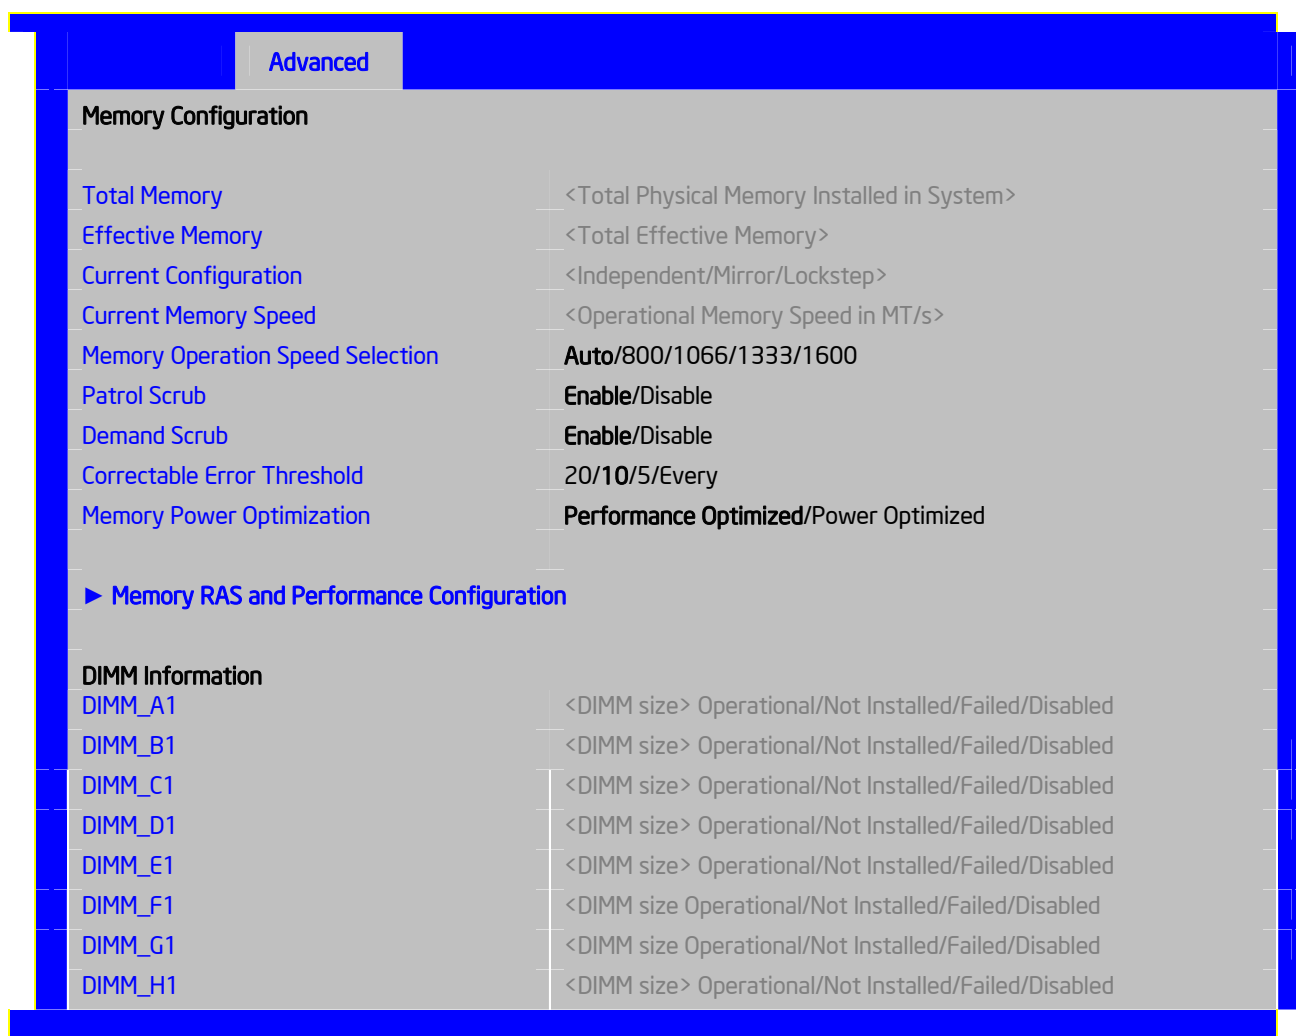 Advanced
Memory Configuration
Total Memory <Total Physical Memory Installed in System>
Effective Memory <Total Effective Memory>
Current Configuration <Independent/Mirror/Lockstep>
Current Memory Speed <Operational Memory Speed in MT/s>
Memory Operation Speed Selection Auto/800/1066/1333/1600
Patrol Scrub Enable/Disable
Demand Scrub Enable/Disable
Correctable Error Threshold 20/10/5/Every
Memory Power Optimization Performance Optimized/Power Optimized
► Memory RAS and Performance Configuration
DIMM Information
DIMM_A1 <DIMM size> Operational/Not Installed/Failed/Disabled
DIMM_B1 <DIMM size> Operational/Not Installed/Failed/Disabled
DIMM_C1 <DIMM size> Operational/Not Installed/Failed/Disabled
DIMM_D1 <DIMM size> Operational/Not Installed/Failed/Disabled
DIMM_E1 <DIMM size> Operational/Not Installed/Failed/Disabled
DIMM_F1 <DIMM size Operational/Not Installed/Failed/Disabled
DIMM_G1 <DIMM size Operational/Not Installed/Failed/Disabled
DIMM_H1 <DIMM size> Operational/Not Installed/Failed/Disabled